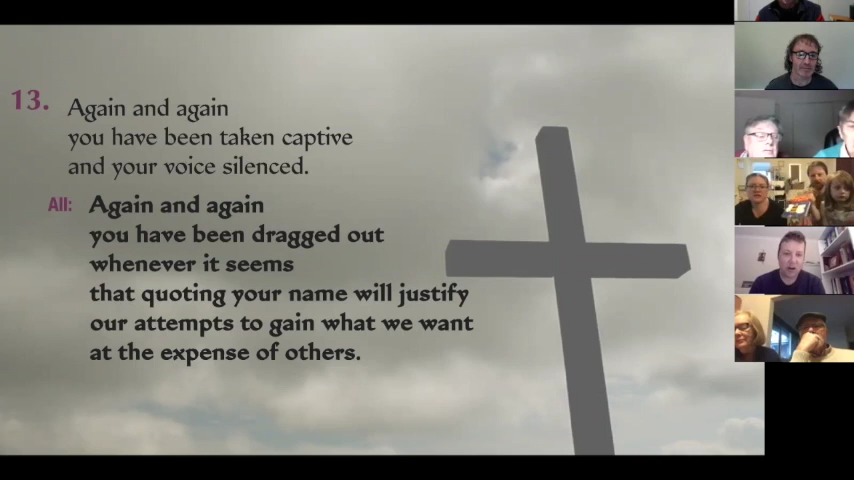 13. Again and again
you have been taken captive
and your voice silenced.
All: Again and again
you have been dragged out
whenever it seems
that quoting your name will justify
our attempts to gain what we want
at the expense of others.